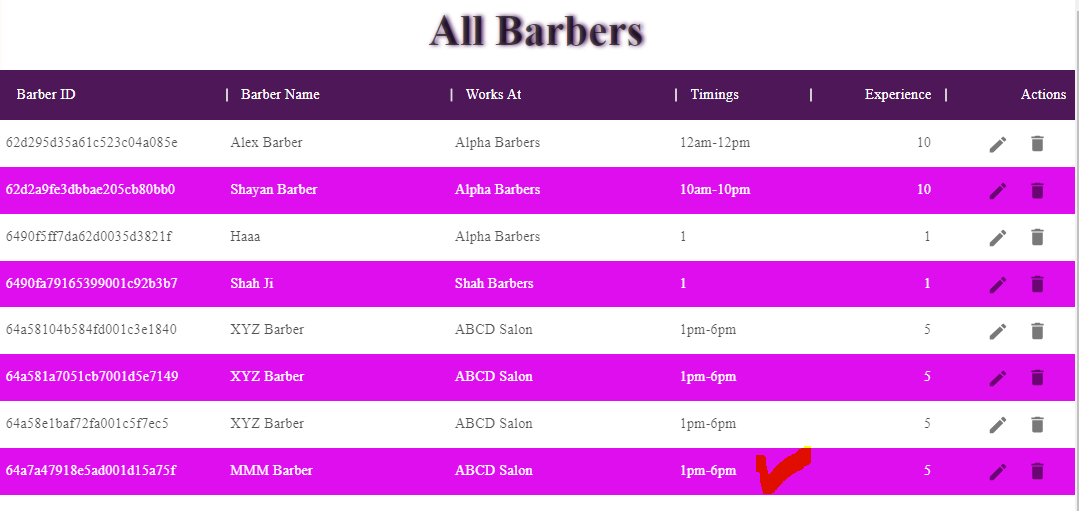 All Barbers
Barber ID | Barber Name | Works At | Timings | Experience | Actions
62d295d35a61c523c04a085e Alex Barber Alpha Barbers 12am-12pm 10
62d2a9fe3dbbae205cb80bb0 Shayan Barber Alpha Barbers 10am-10pm 10
6490f5ff7da62d0035d3821f Haaa Alpha Barbers 1 1
6490fa79165399001c92b3b7 Shah Ji Shah Barbers 1 1
64a58104b584fd001c3e1840 XYZ Barber ABCD Salon 1pm-6pm 5
64a581a7051cb7001d5e7149 XYZ Barber ABCD Salon 1pm-6pm 5
64a58e1baf72fa001c5f7ec5 XYZ Barber ABCD Salon 1pm-6pm 5
64a7a47918e5ad001d15a75f MMM Barber ABCD Salon 1pm-6pm 5